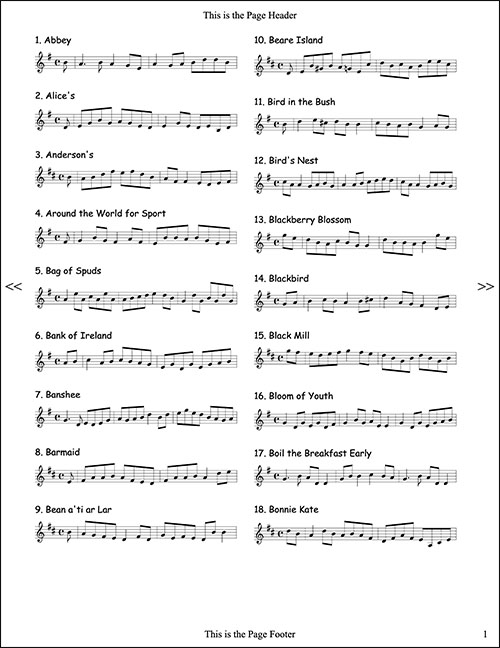 This is the Page Header
1. Abbey
2. Alice's
3. Anderson's
4. Around the World for Sport
5. Bag of Spuds
6. Bank of Ireland
7. Banshee
8. Barmaid
9. Bean a'ti ar Lar
10. Beare Island
11. Bird in the Bush
12. Bird's Nest
13. Blackberry Blossom
14. Blackbird
15. Black Mill
16. Bloom of Youth
17. Boil the Breakfast Early
18. Bonnie Kate
<<
>>
This is the Page Footer
1